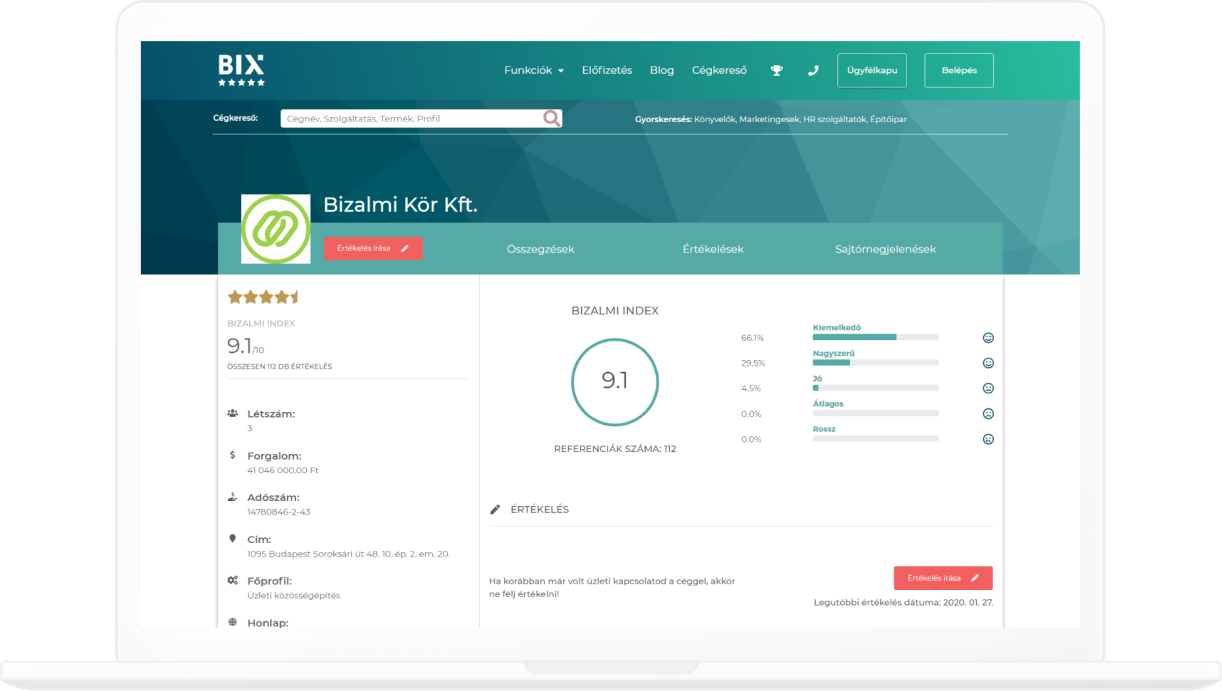 BIX
Funkciók Előfizetés Blog Cégkereső Ügyfélkapu Belépés
Cégkereső: Cégnév, Szolgáltatás, Termék, Profil Gyorskeresés: Könyvelők, Marketingesek, HR szolgáltatók, Építőipar
Bizalmi Kör Kft.
Értékelés írása Összegzések Értékelések Sajtómegjelenések
BIZALMI INDEX
9.1/10
ÖSSZESEN 112 DB ÉRTÉKELÉS
Létszám:
3
Forgalom:
41 046 000,00 Ft
Adószám:
14780846-2-43
Cím:
1095 Budapest Soroksári út 48. 10. ép. 2. em. 20.
Főprofil:
Üzleti közösségépítés
Honlap:
BIZALMI INDEX
9.1
REFERENCIÁK SZÁMA: 112
Kiemelkedő
66.1%
Nagyszerű
29.5%
Jó
4.5%
Átlagos
0.0%
Rossz
0.0%
ÉRTÉKELÉS
Ha korábban már volt üzleti kapcsolatod a céggel, akkor
ne félj értékelni!
Értékelés írása
Legutóbbi értékelés dátuma: 2020. 01. 27.